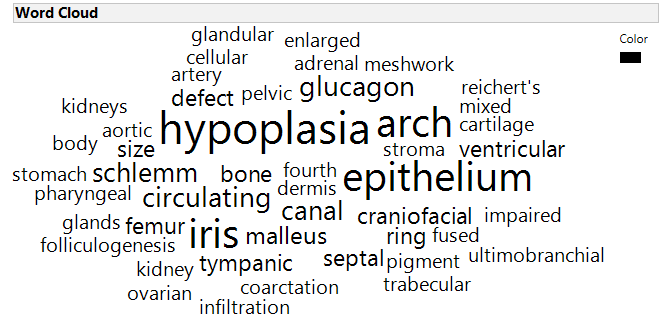 Word Cloud
Color
glandular
enlarged
cellular
adrenal
meshwork
artery
glucagon
reichert's
defect
pelvic
mixed
kidneys
arch
cartilage
aortic
hypoplasia
body
size
stroma
ventricular
stomach
schlemm
bone
fourth
epithelium
pharyngeal
dermis
circulating
canal
craniofacial
impaired
glands
femur
iris
malleus
ring
fused
folliculogenesis
septal
pigment
ultimobranchial
kidney
tympanic
trabecular
ovarian
coarctation
infiltration